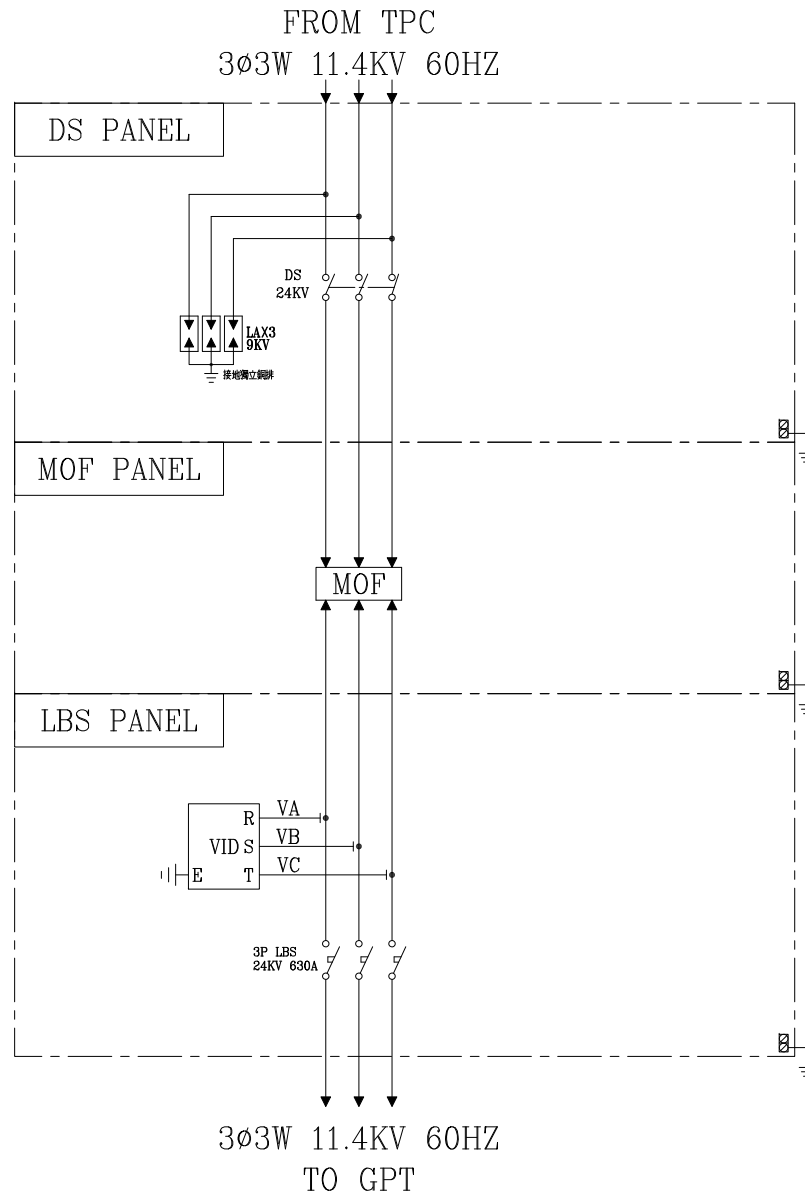 FROM TPC
3ø3W 11.4KV 60HZ
DS PANEL
DS
24KV
LAX3
9KV
接地獨立銅排
MOF PANEL
MOF
LBS PANEL
R VA
VID S VB
E T VC
3P LBS
24KV 630A
3ø3W 11.4KV 60HZ
TO GPT